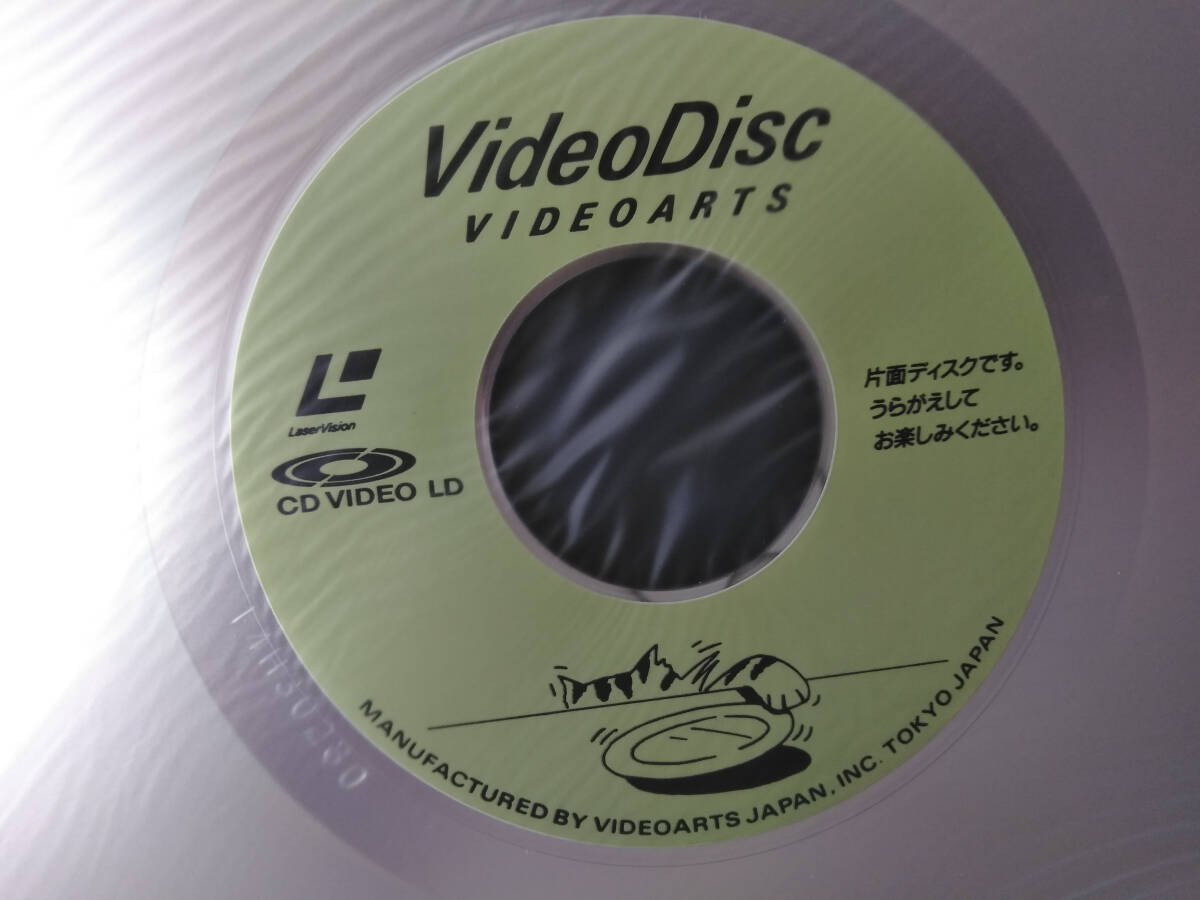 VideoDisc
VIDEOARTS
LaserVision
CD VIDEO LD
片面ディスクです。
うらがえして
お楽しみください。
MANUFACTURED BY VIDEOARTS JAPAN, INC. TOKYO JAPAN